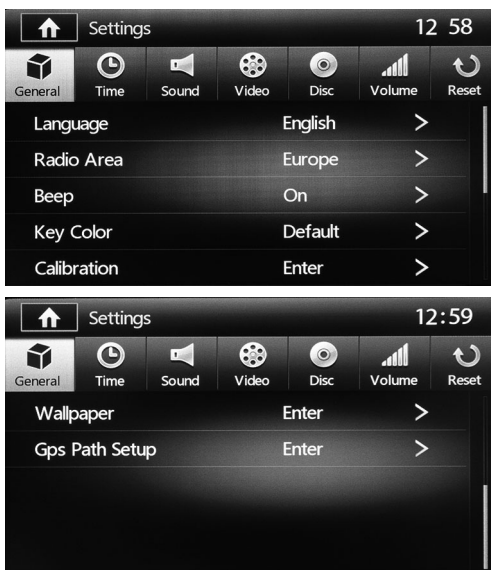 Settings 12 58
General Time Sound Video Disc Volume Reset
Language English >
Radio Area Europe >
Beep On >
Key Color Default >
Calibration Enter >
Settings 12:59
General Time Sound Video Disc Volume Reset
Wallpaper Enter >
Gps Path Setup Enter >